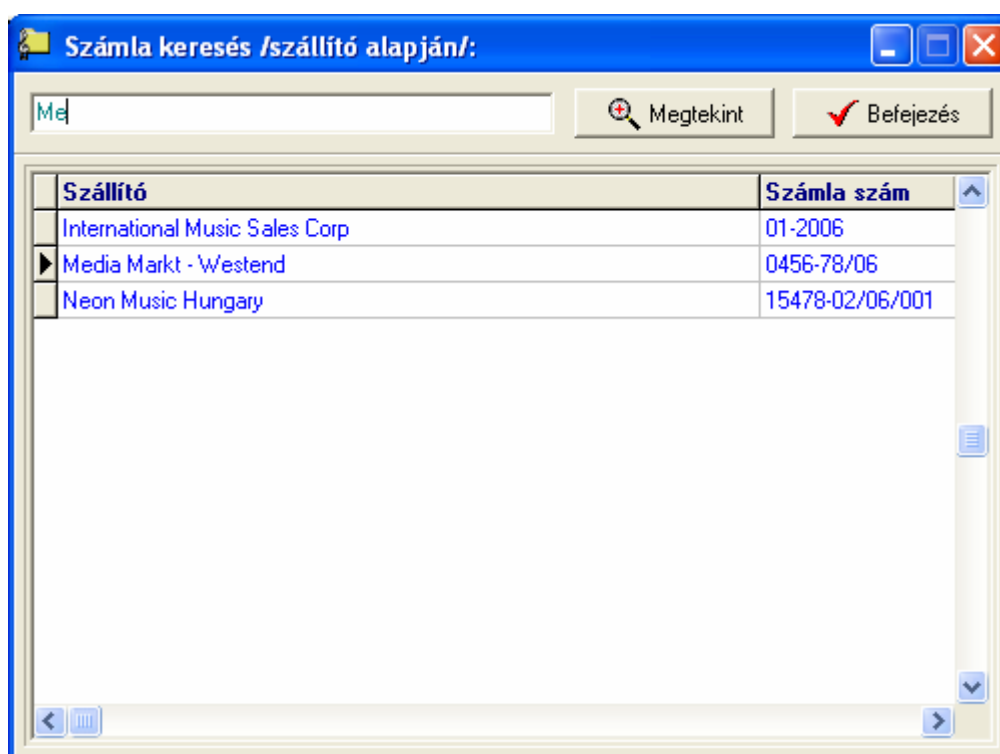 Számla keresés /szállító alapján/:
Me Megtekint Befejezés
Szállító Számla szám
International Music Sales Corp 01-2006
Media Markt - Westend 0456-78/06
Neon Music Hungary 15478-02/06/001